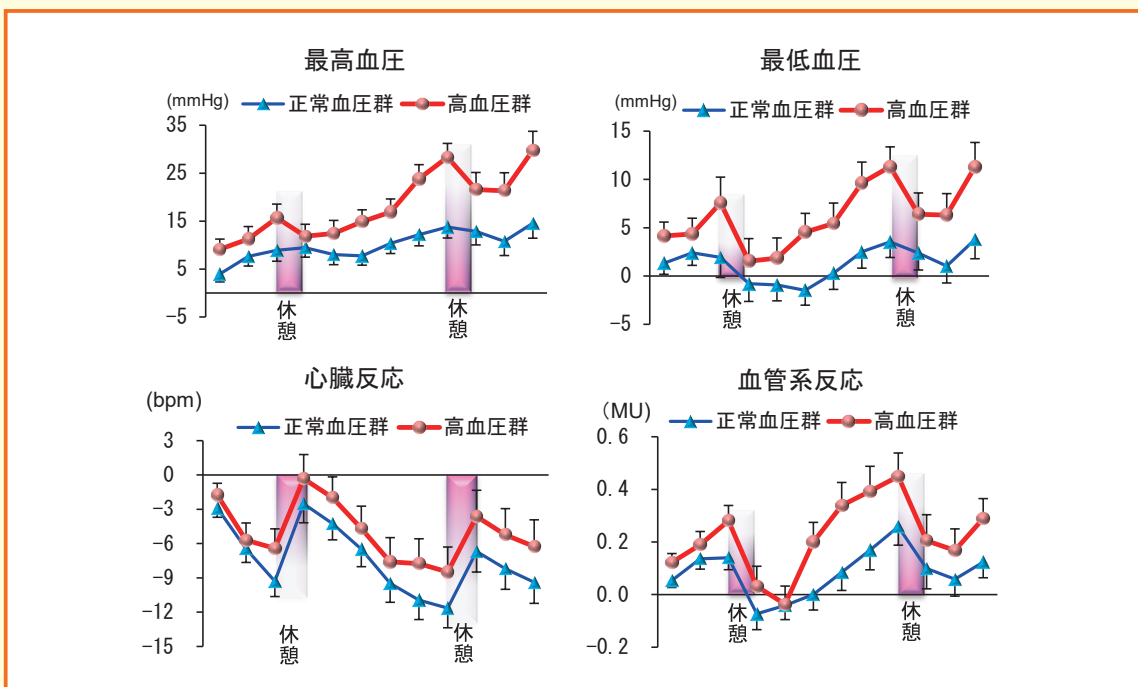 最高血圧
(mmHg)
正常血圧群 高血圧群
35
25
15
5
−5
休憩
休憩
最低血圧
(mmHg)
正常血圧群 高血圧群
15
10
5
0
−5
休憩
休憩
心臓反応
(bpm)
正常血圧群 高血圧群
3
0
−3
−6
−9
−12
−15
休憩
休憩
血管系反応
(MU)
正常血圧群 高血圧群
0.6
0.4
0.2
0.0
−0.2
休憩
休憩